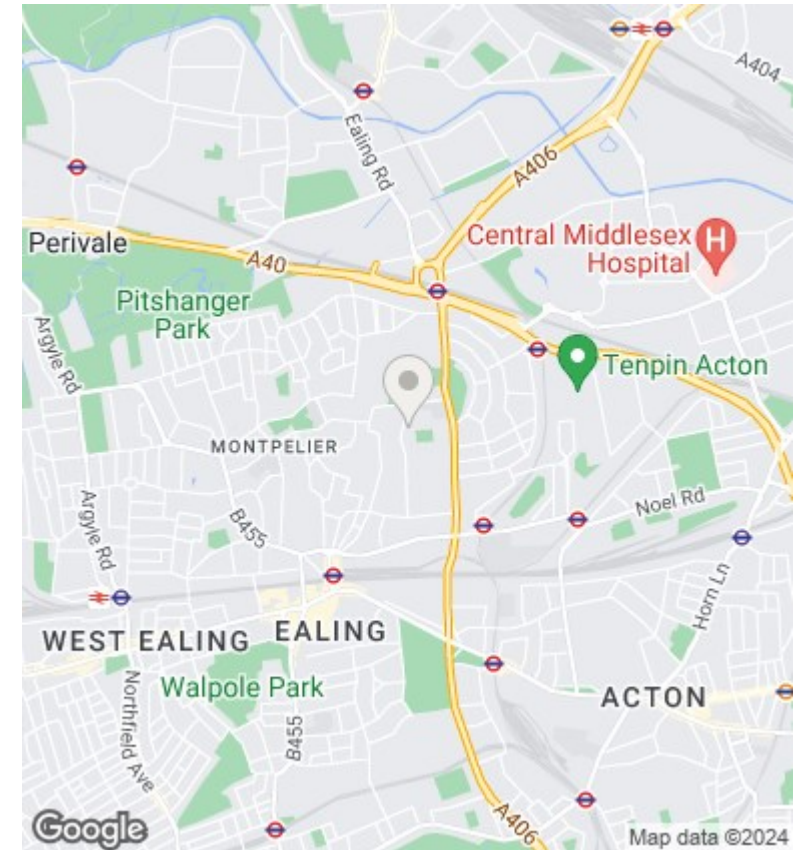 A404
Ealing Rd
A406
Central Middlesex
Hospital
H
Perivale
A40
Pitshanger
Park
Argyle Rd
Tenpin Acton
MONTPELIER
Noel Rd
Argyle Rd
B455
Horn Ln
WEST EALING
EALING
Walpole Park
ACTON
Northfield Ave
B455
A406
Google
Map data ©2024